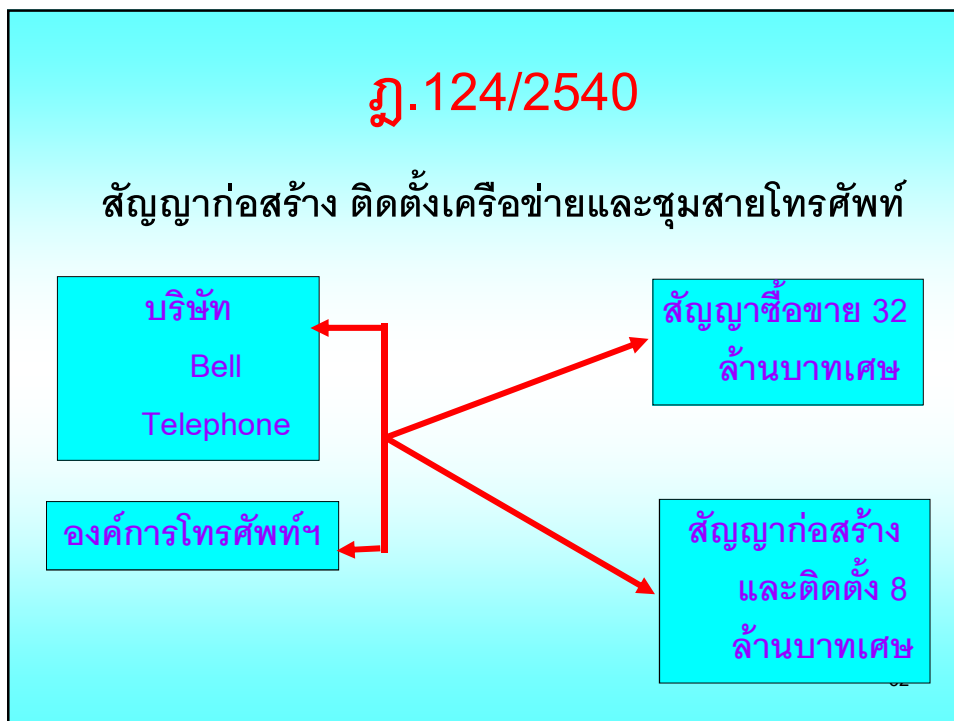 ฎ.124/2540
สัญญาก่อสร้าง ติดตั้งเครือข่ายและชุมสายโทรศัพท์
บริษัท
Bell
Telephone
องค์การโทรศัพท์ฯ
สัญญาซื้อขาย 32
ล้านบาทเศษ
สัญญาก่อสร้าง
และติดตั้ง 8
ล้านบาทเศษ